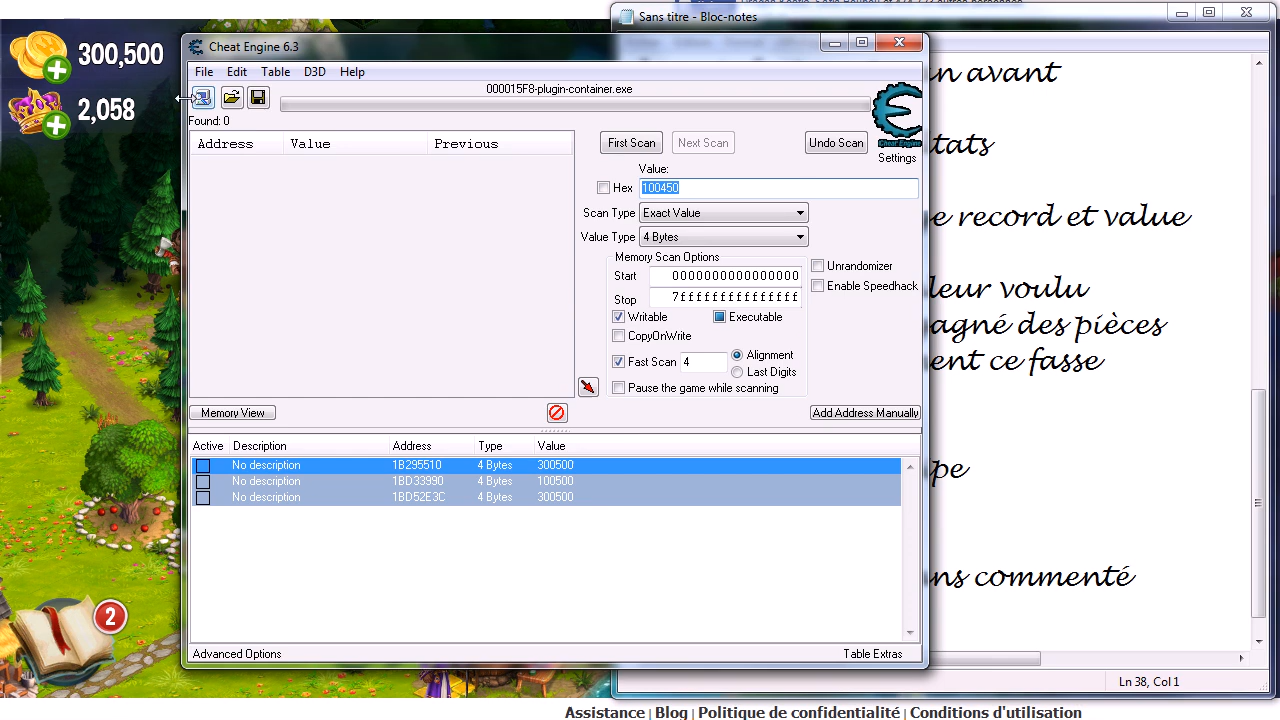 Sans titre - Bloc-notes
300,500
2,058
2
Cheat Engine 6.3
File Edit Table D3D Help
000015F8-plugin-container.exe
Found: 0
Address Value Previous
First Scan Next Scan Undo Scan
Cheat Engine
Settings
Value:
Hex 100450
Scan Type Exact Value
Value Type 4 Bytes
Memory Scan Options
Start 0000000000000000
Stop 7fffffffffffffff
Unrandomizer
Enable Speedhack
Writable Executable
CopyOnWrite
Fast Scan 4 Alignment
Last Digits
Pause the game while scanning
Memory View Add Address Manually
Active Description Address Type Value
No description 1B295510 4 Bytes 300500
No description 1BD33990 4 Bytes 100500
No description 1BD52E3C 4 Bytes 300500
Advanced Options Table Extras
n avant
tats
e record et value
leur voulu
agné des pièces
ent ce fasse
pe
ns commenté
Ln 38, Col 1
Assistance | Blog | Politique de confidentialité | Conditions d'utilisation